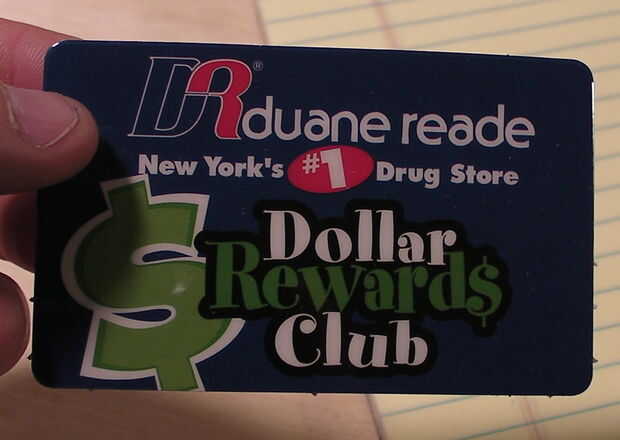 DR® duane reade
New York's #1 Drug Store
$
Dollar
Reward$
Club